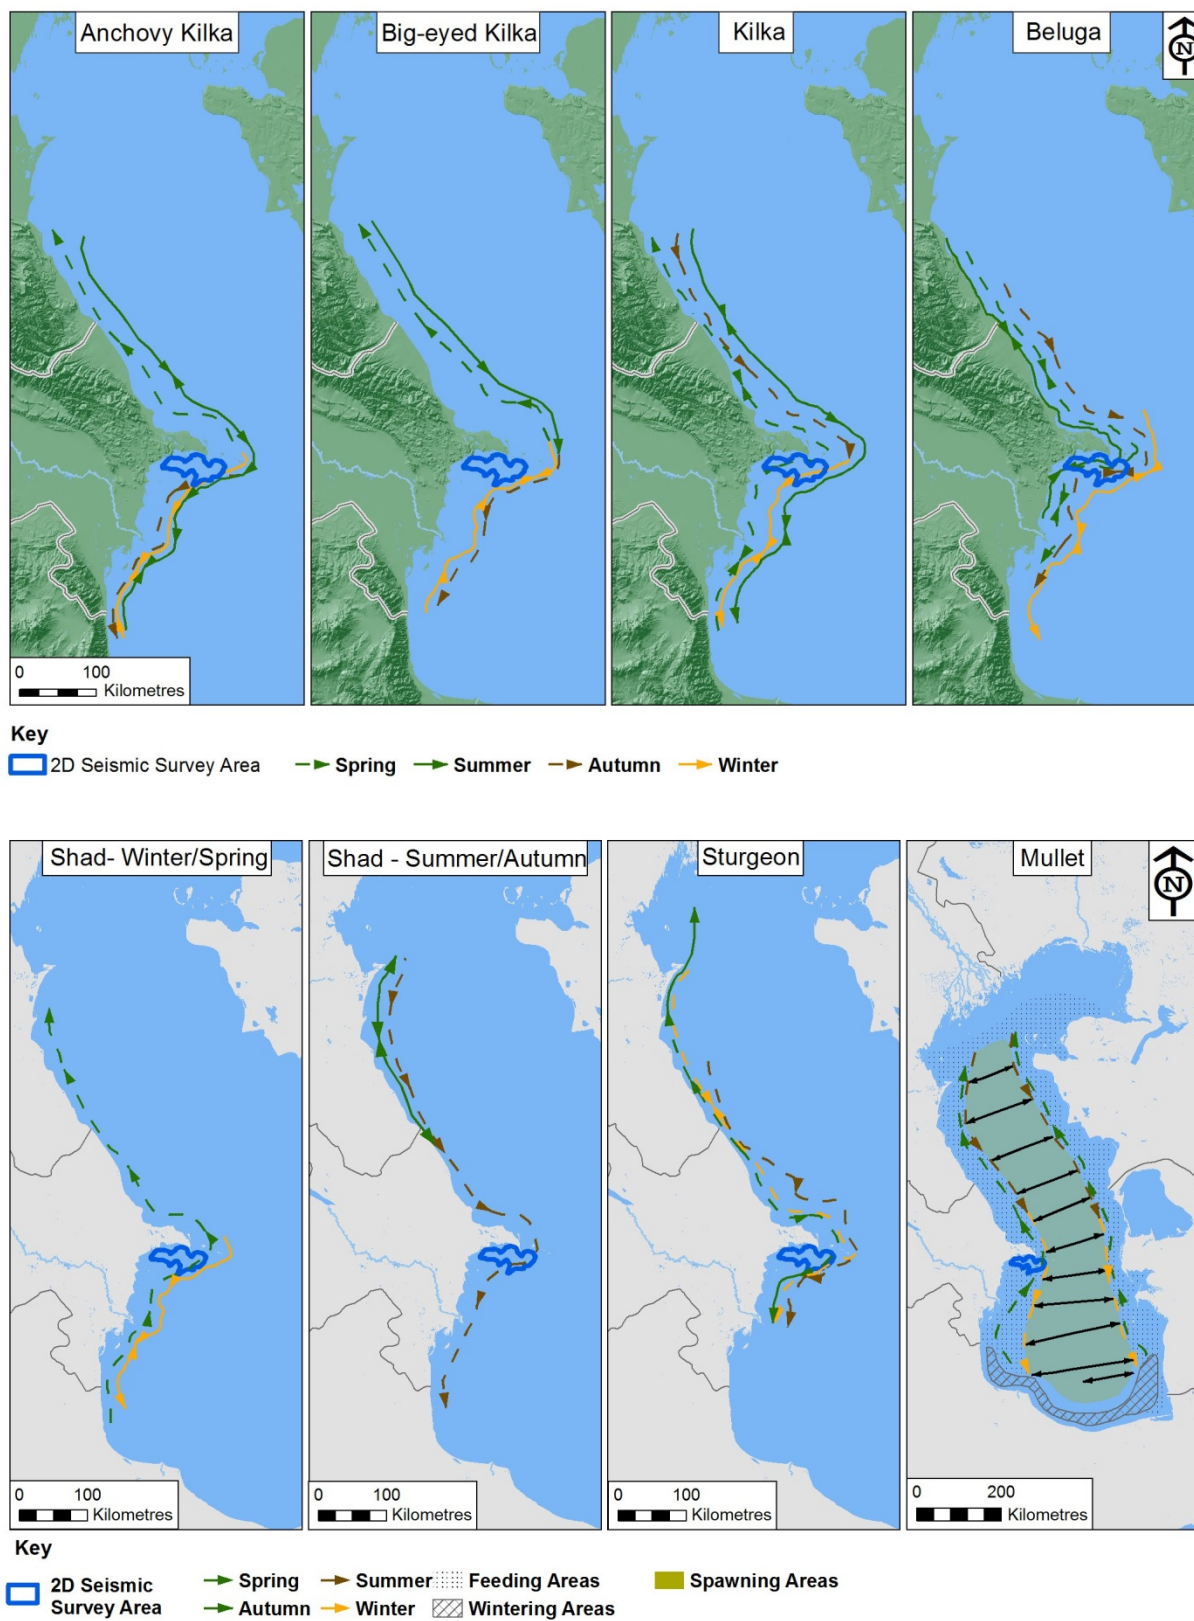 Anchovy Kilka
Big-eyed Kilka
Kilka
Beluga
N
0 100
Kilometres
Key
2D Seismic Survey Area Spring Summer Autumn Winter
Shad- Winter/Spring
Shad - Summer/Autumn
Sturgeon
Mullet
N
0 100
Kilometres
0 100
Kilometres
0 100
Kilometres
0 200
Kilometres
Key
2D Seismic
Survey Area
Spring Summer Feeding Areas Spawning Areas
Autumn Winter Wintering Areas